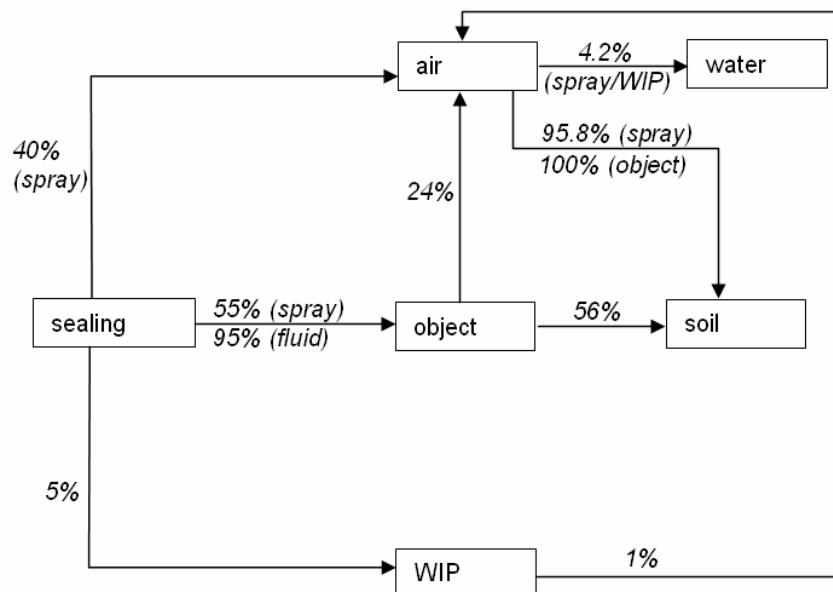 air
4.2%
(spray/WIP)
water
95.8% (spray)
100% (object)
40%
(spray)
24%
sealing
55% (spray)
95% (fluid)
object
56%
soil
5%
WIP
1%